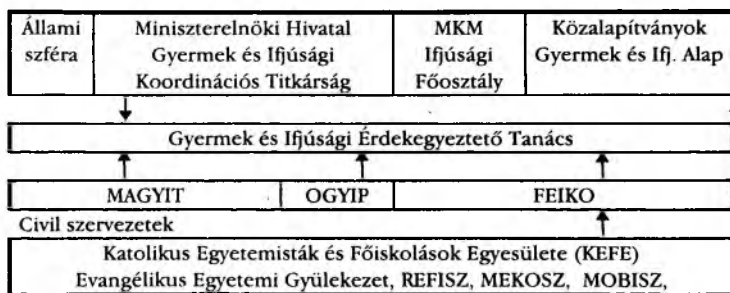 Állami szféra
Miniszterelnöki Hivatal
Gyermek és Ifjúsági
Koordinációs Titkárság
MKM
Ifjúsági
Főosztály
Közalapítványok
Gyermek és Ifj. Alap
Gyermek és Ifjúsági Érdekegyeztető Tanács
MAGYIT
OGYIP
FEIKO
Civil szervezetek
Katolikus Egyetemisták és Főiskolások Egyesülete (KEFE)
Evangélikus Egyetemi Gyülekezet, REFISZ, MEKOSZ, MOBISZ,